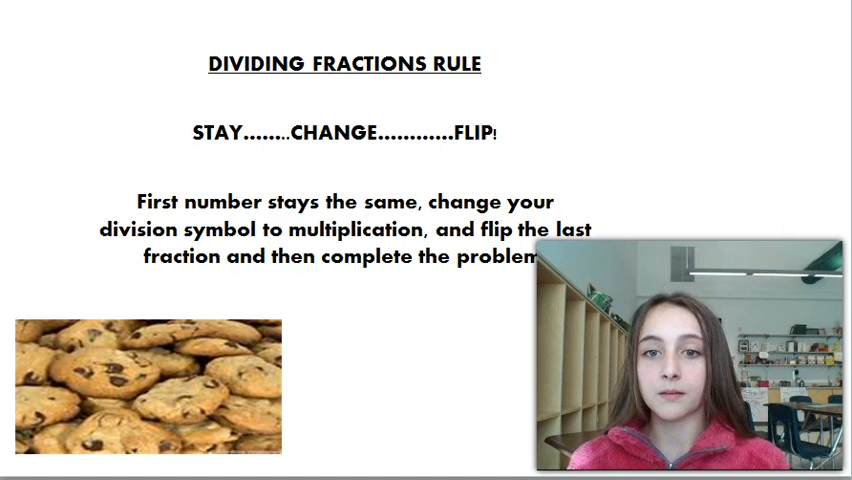 DIVIDING FRACTIONS RULE
STAY........CHANGE............FLIP!
First number stays the same, change your
division symbol to multiplication, and flip the last
fraction and then complete the problem